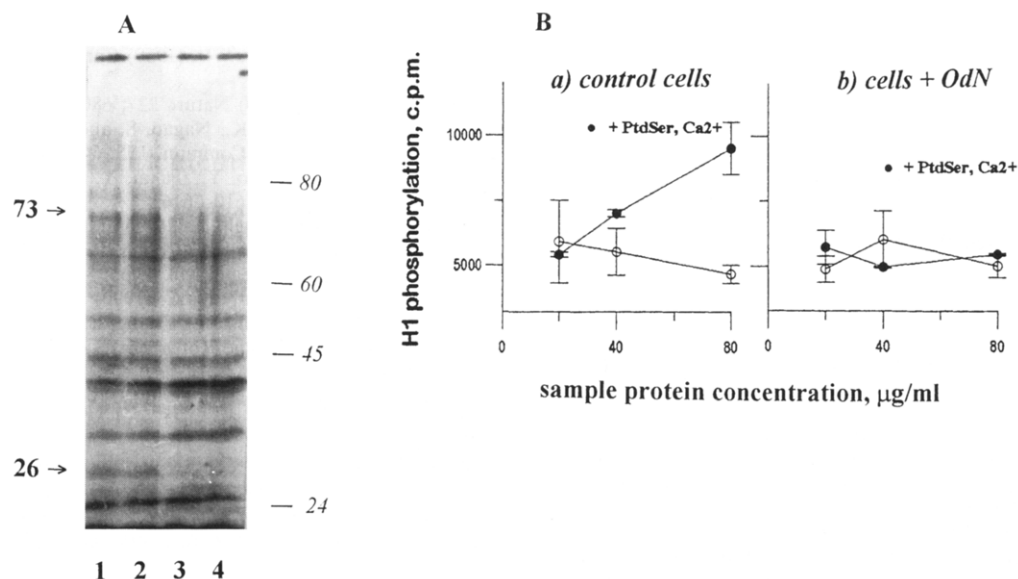 A
73 →
26 →
— 80
— 60
— 45
— 24
1 2 3 4
B
a) control cells
b) cells + OdN
H1 phosphorylation, c.p.m.
10000
5000
● + PtdSer, Ca2+
● + PtdSer, Ca2+
0 40 80
0 40 80
sample protein concentration, μg/ml